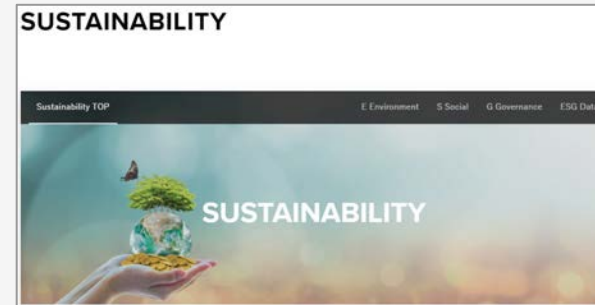 SUSTAINABILITY
Sustainability TOP E Environment S Social G Governance ESG Data
SUSTAINABILITY